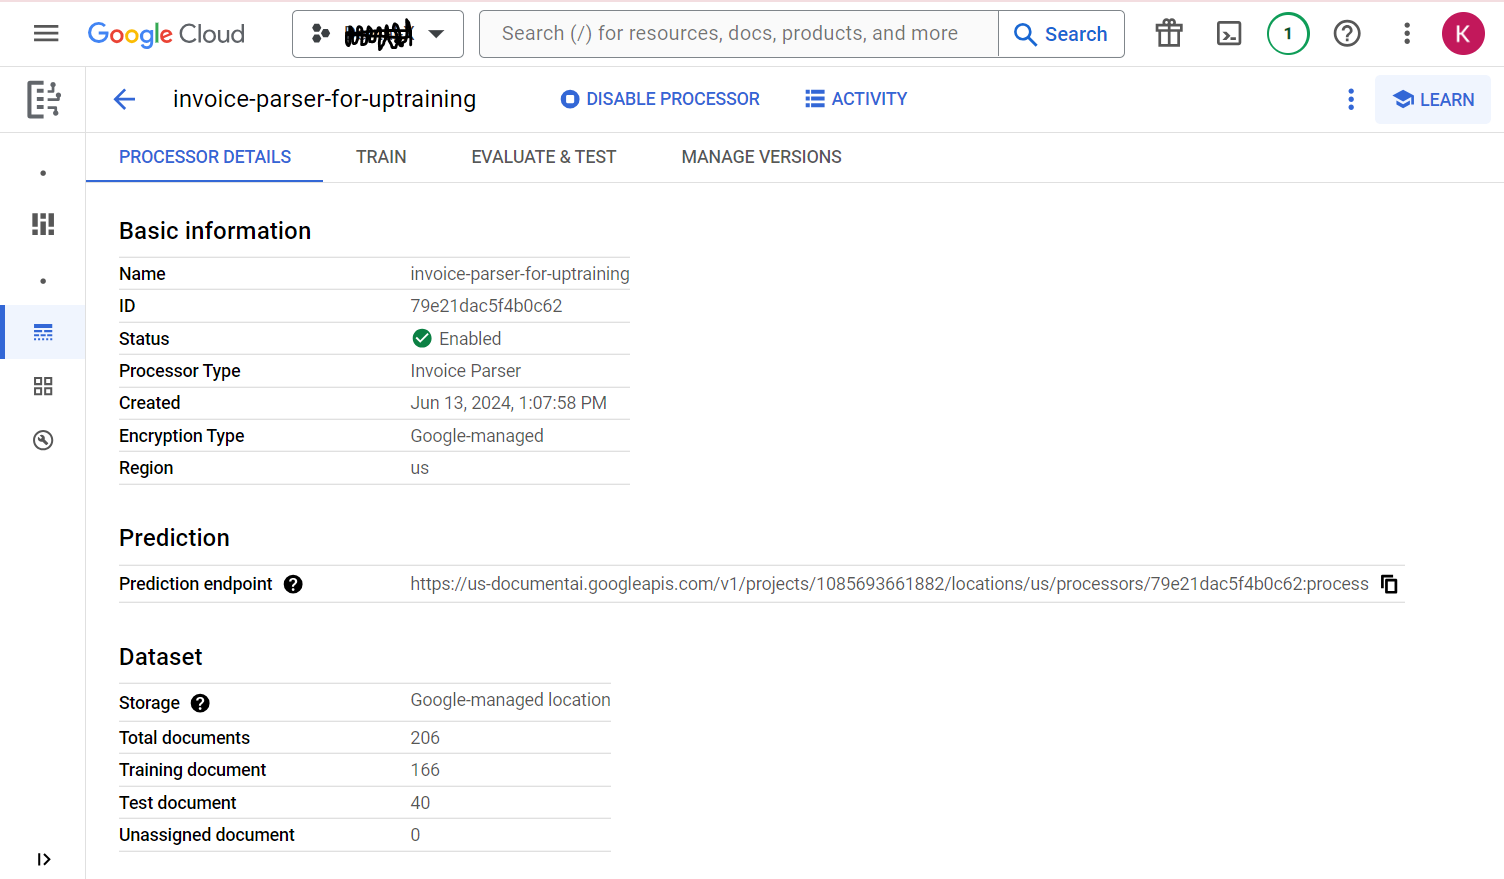 Google Cloud
Search (/) for resources, docs, products, and more
Search
1
K
invoice-parser-for-uptraining
DISABLE PROCESSOR
ACTIVITY
LEARN
PROCESSOR DETAILS
TRAIN
EVALUATE & TEST
MANAGE VERSIONS
Basic information
Name invoice-parser-for-uptraining
ID 79e21dac5f4b0c62
Status Enabled
Processor Type Invoice Parser
Created Jun 13, 2024, 1:07:58 PM
Encryption Type Google-managed
Region us
Prediction
Prediction endpoint https://us-documentai.googleapis.com/v1/projects/1085693661882/locations/us/processors/79e21dac5f4b0c62:process
Dataset
Storage Google-managed location
Total documents 206
Training document 166
Test document 40
Unassigned document 0